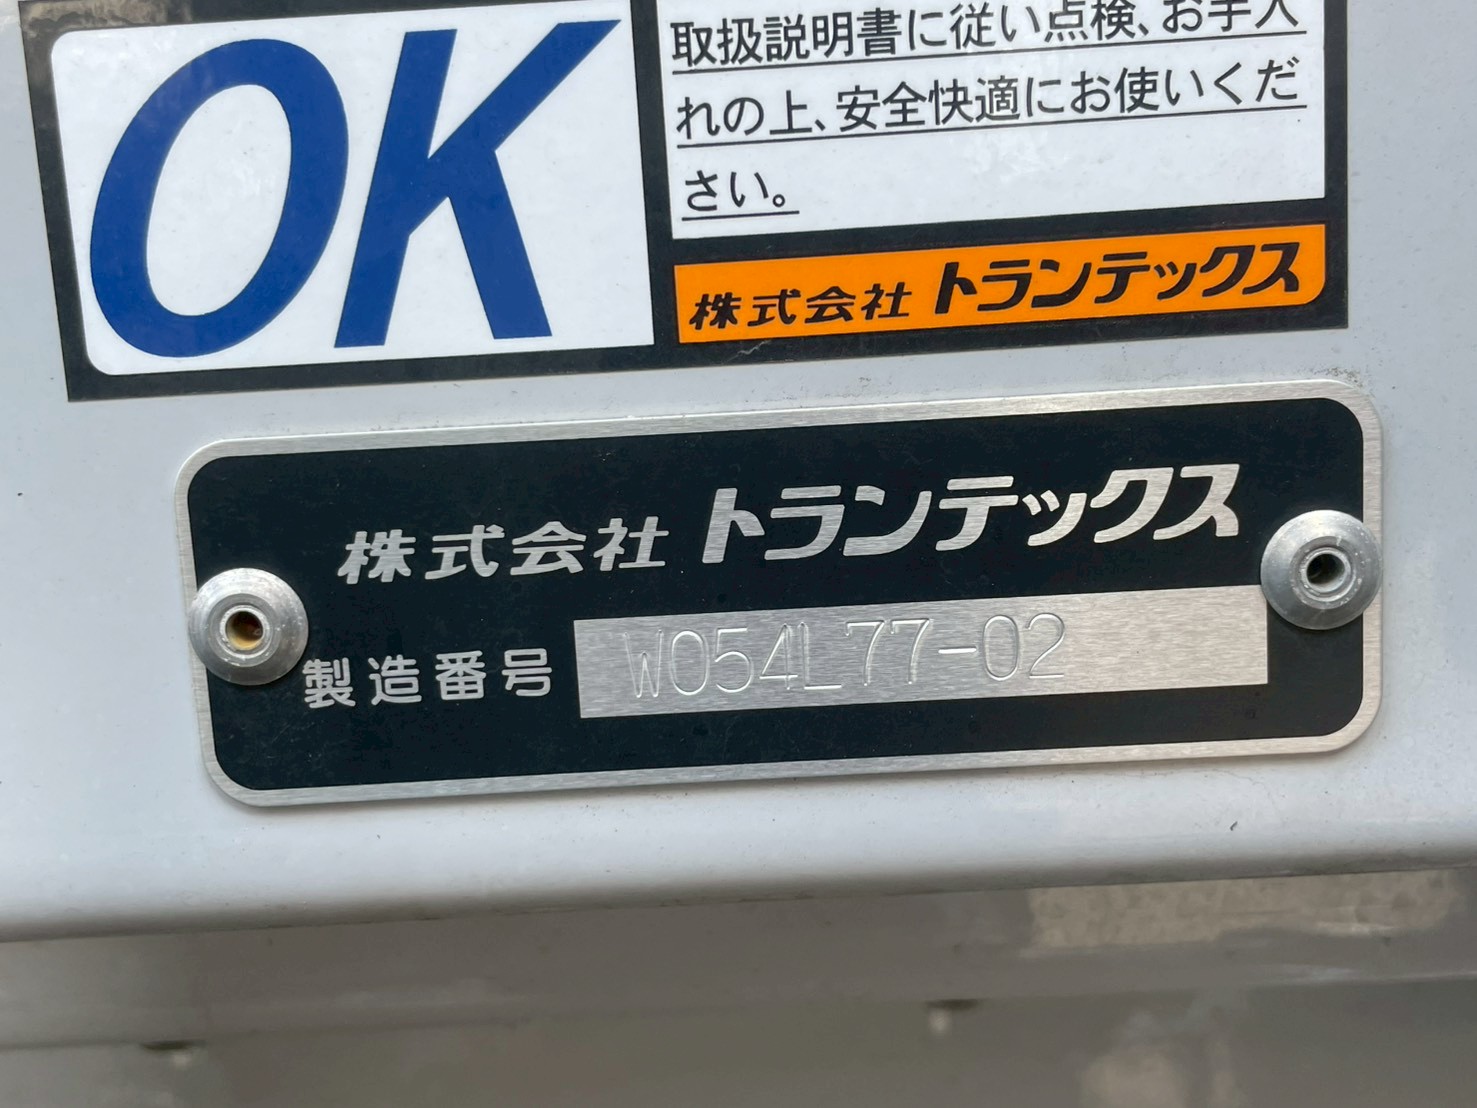 OK
取扱説明書に従い点検、お手入
れの上、安全快適にお使いくだ
さい。
株式会社 トランテックス
株式会社 トランテックス
製造番号 W054L77-02